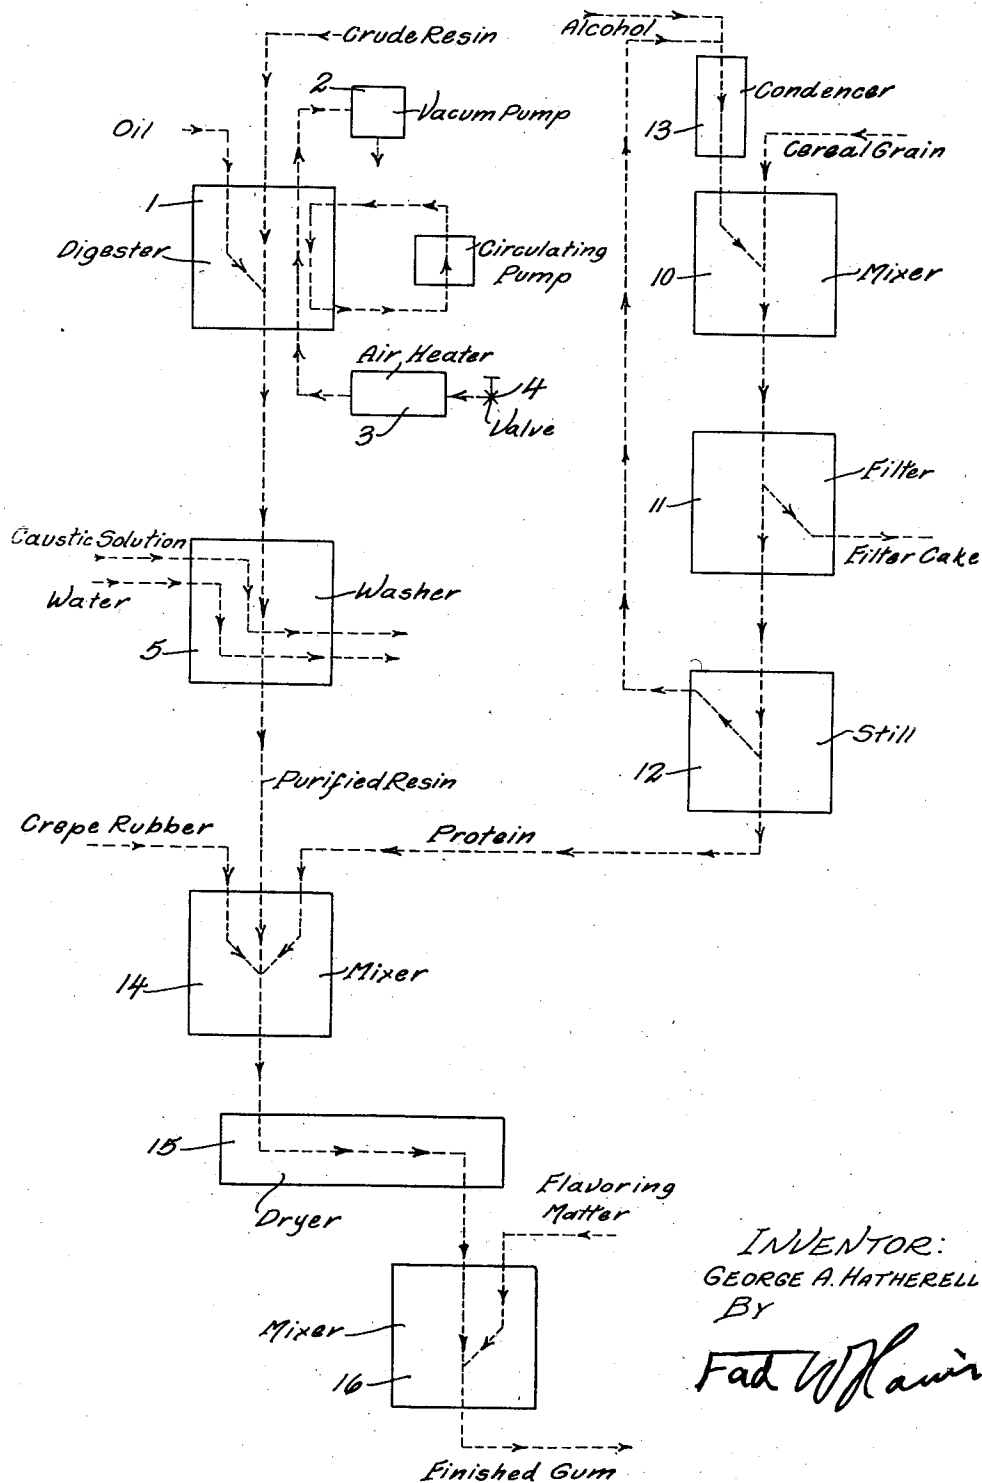 Crude Resin
Alcohol
2
Vacum Pump
Condencer
13
Oil
Cereal Grain
1
Digester
Circulating
Pump
10
Mixer
Air Heater
3
4
Valve
Filter
11
Filter Cake
Caustic Solution
Water
Washer
5
Still
12
Purified Resin
Crepe Rubber
Protein
14
Mixer
15
Dryer
Flavoring
Matter
Mixer
16
Finished Gum
INVENTOR:
GEORGE A. HATHERELL
BY